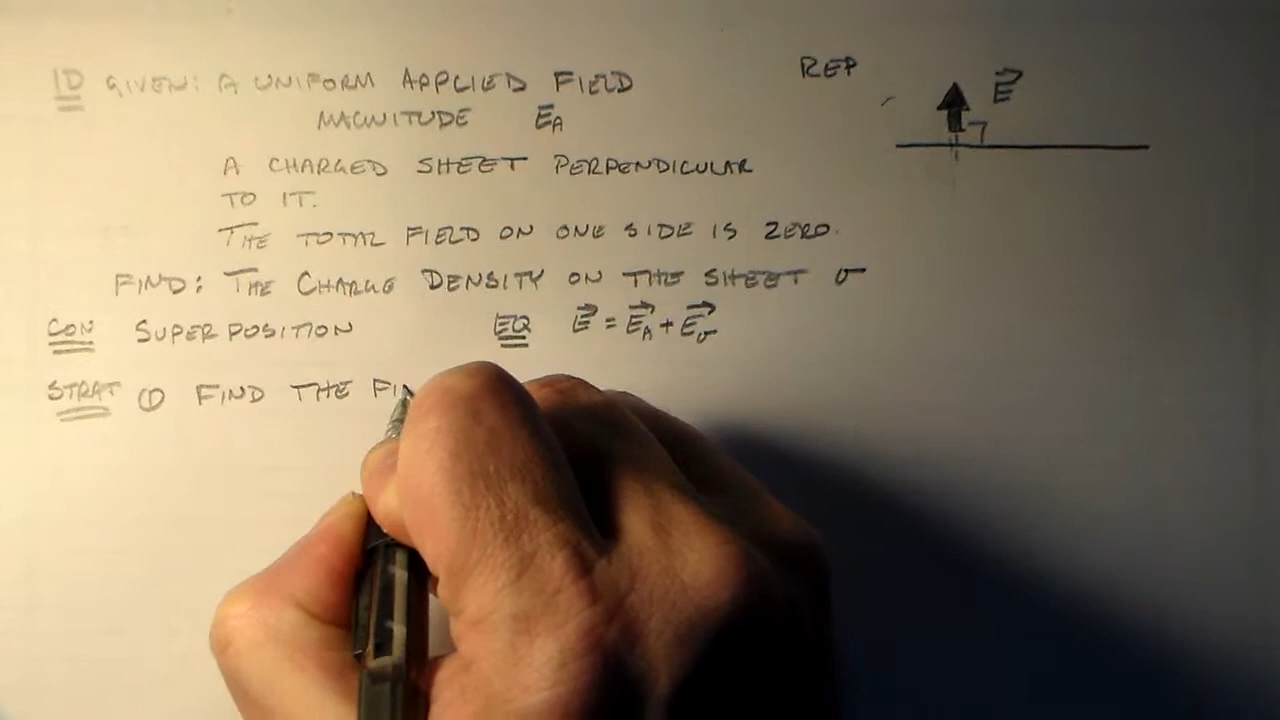 ID GIVEN: A UNIFORM APPLIED FIELD
MAGNITUDE E_A
A CHARGED SHEET PERPENDICULAR
TO IT.
THE TOTAL FIELD ON ONE SIDE IS ZERO.
FIND: THE CHARGE DENSITY ON THE SHEET σ
CON SUPERPOSITION EQ E⃗ = E⃗_A + E⃗_σ
STRAT ① FIND THE FI
REP
E⃗